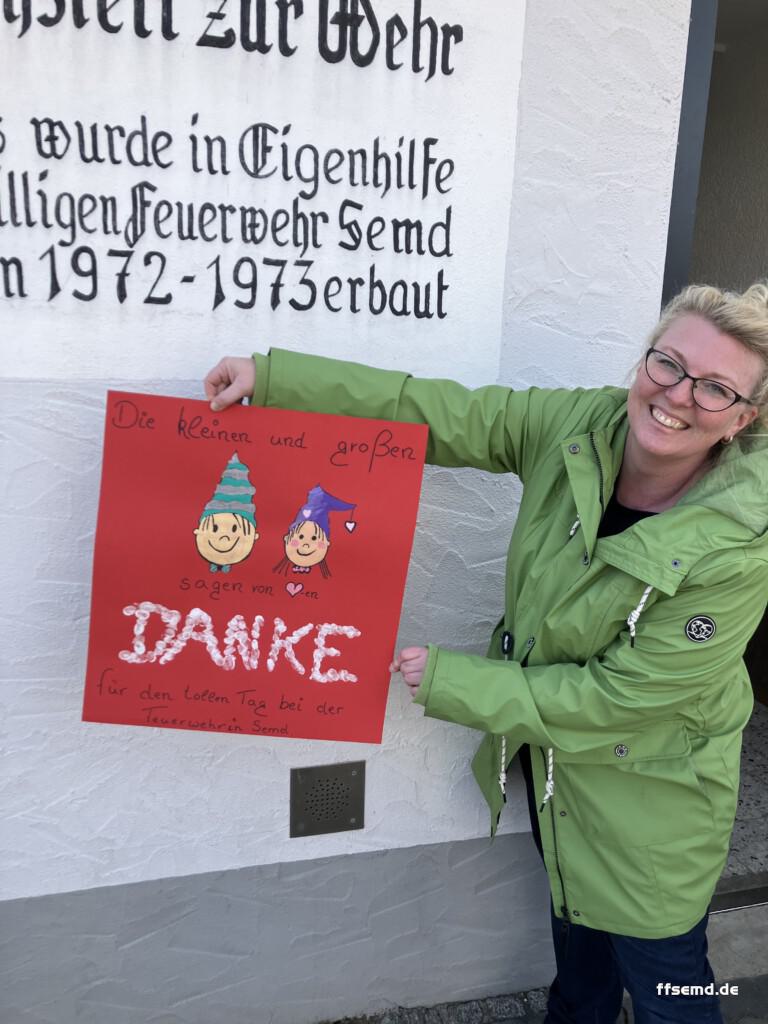 zur Wehr
wurde in Eigenhilfe
illigen Feuerwehr Semd
n 1972-1973 erbaut
Die kleinen und großen
sagen von ♥-en
DANKE
für den tollen Tag bei der
Feuerwehr in Semd
ffsemd.de